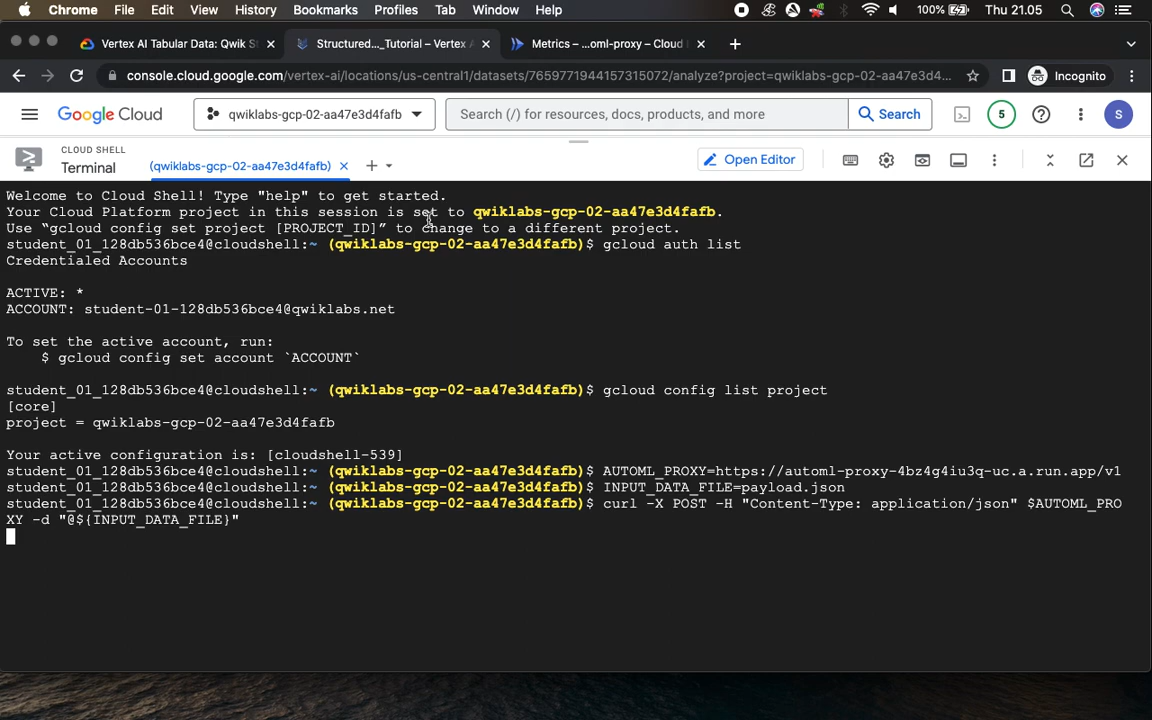 Chrome File Edit View History Bookmarks Profiles Tab Window Help 100% Thu 21.05
Vertex AI Tabular Data: Qwik St
Structured..._Tutorial – Vertex A
Metrics – ...oml-proxy – Cloud
console.cloud.google.com/vertex-ai/locations/us-central1/datasets/7659771944157315072/analyze?project=qwiklabs-gcp-02-aa47e3d4... Incognito
Google Cloud qwiklabs-gcp-02-aa47e3d4fafb Search (/) for resources, docs, products, and more Search 5 S
CLOUD SHELL
Terminal (qwiklabs-gcp-02-aa47e3d4fafb) Open Editor
Welcome to Cloud Shell! Type "help" to get started.
Your Cloud Platform project in this session is set to qwiklabs-gcp-02-aa47e3d4fafb.
Use “gcloud config set project [PROJECT_ID]” to change to a different project.
student_01_128db536bce4@cloudshell:~ (qwiklabs-gcp-02-aa47e3d4fafb)$ gcloud auth list
Credentialed Accounts
ACTIVE: *
ACCOUNT: student-01-128db536bce4@qwiklabs.net
To set the active account, run:
$ gcloud config set account `ACCOUNT`
student_01_128db536bce4@cloudshell:~ (qwiklabs-gcp-02-aa47e3d4fafb)$ gcloud config list project
[core]
project = qwiklabs-gcp-02-aa47e3d4fafb
Your active configuration is: [cloudshell-539]
student_01_128db536bce4@cloudshell:~ (qwiklabs-gcp-02-aa47e3d4fafb)$ AUTOML_PROXY=https://automl-proxy-4bz4g4iu3q-uc.a.run.app/v1
student_01_128db536bce4@cloudshell:~ (qwiklabs-gcp-02-aa47e3d4fafb)$ INPUT_DATA_FILE=payload.json
student_01_128db536bce4@cloudshell:~ (qwiklabs-gcp-02-aa47e3d4fafb)$ curl -X POST -H "Content-Type: application/json" $AUTOML_PRO
XY -d "@${INPUT_DATA_FILE}"